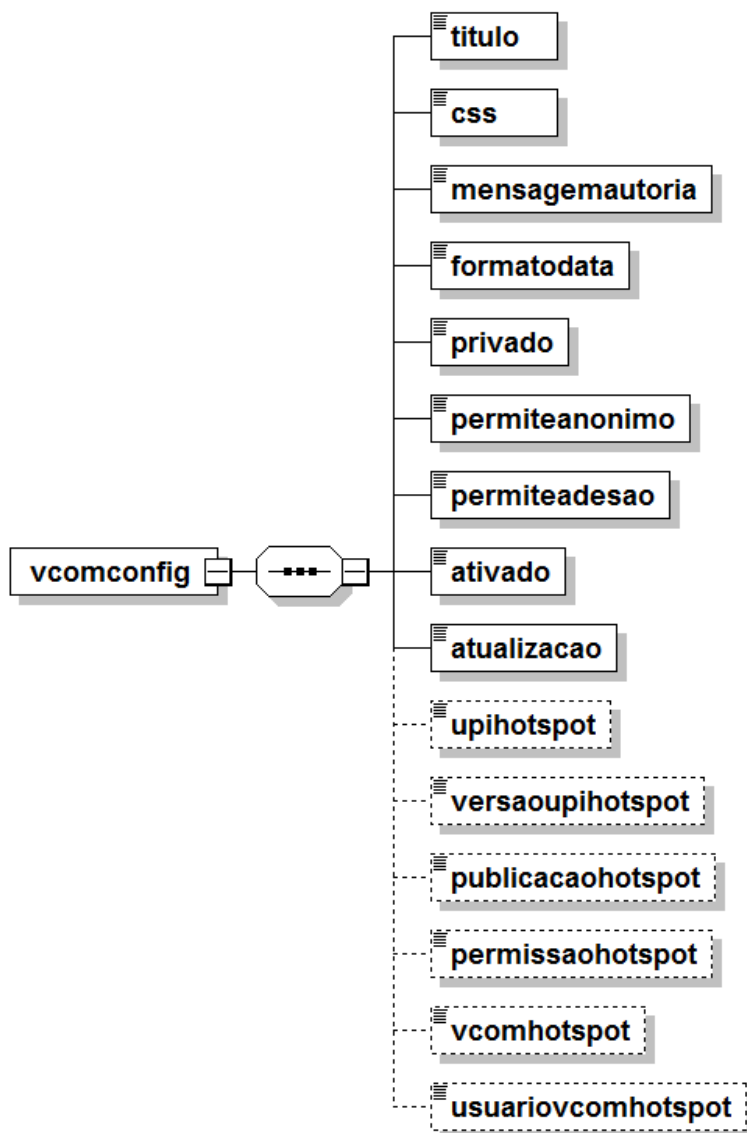 titulo
css
mensagemautoria
formatodata
privado
permiteanonimo
permiteadesao
vcomconfig
ativado
atualizacao
upihotspot
versaoupihotspot
publicacaohotspot
permissaohotspot
vcomhotspot
usuariovcomhotspot